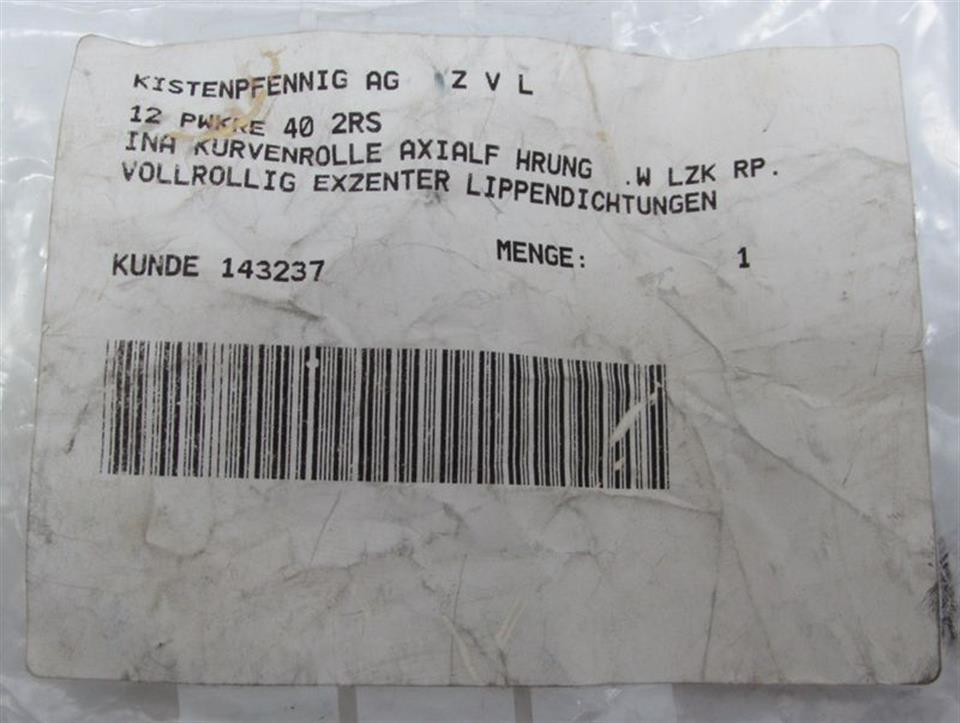 KISTENPFENNIG AG Z V L
12 PWKRE 40 2RS
INA KURVENROLLE AXIALF HRUNG .W LZK RP.
VOLLROLLIG EXZENTER LIPPENDICHTUNGEN
KUNDE 143237 MENGE: 1